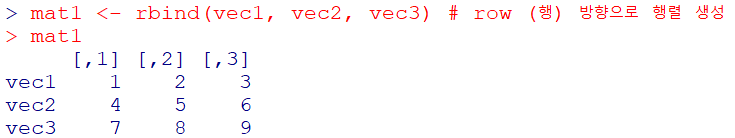 > mat1 <- rbind(vec1, vec2, vec3) # row (행) 방향으로 행렬 생성
> mat1
     [,1] [,2] [,3]
vec1    1    2    3
vec2    4    5    6
vec3    7    8    9